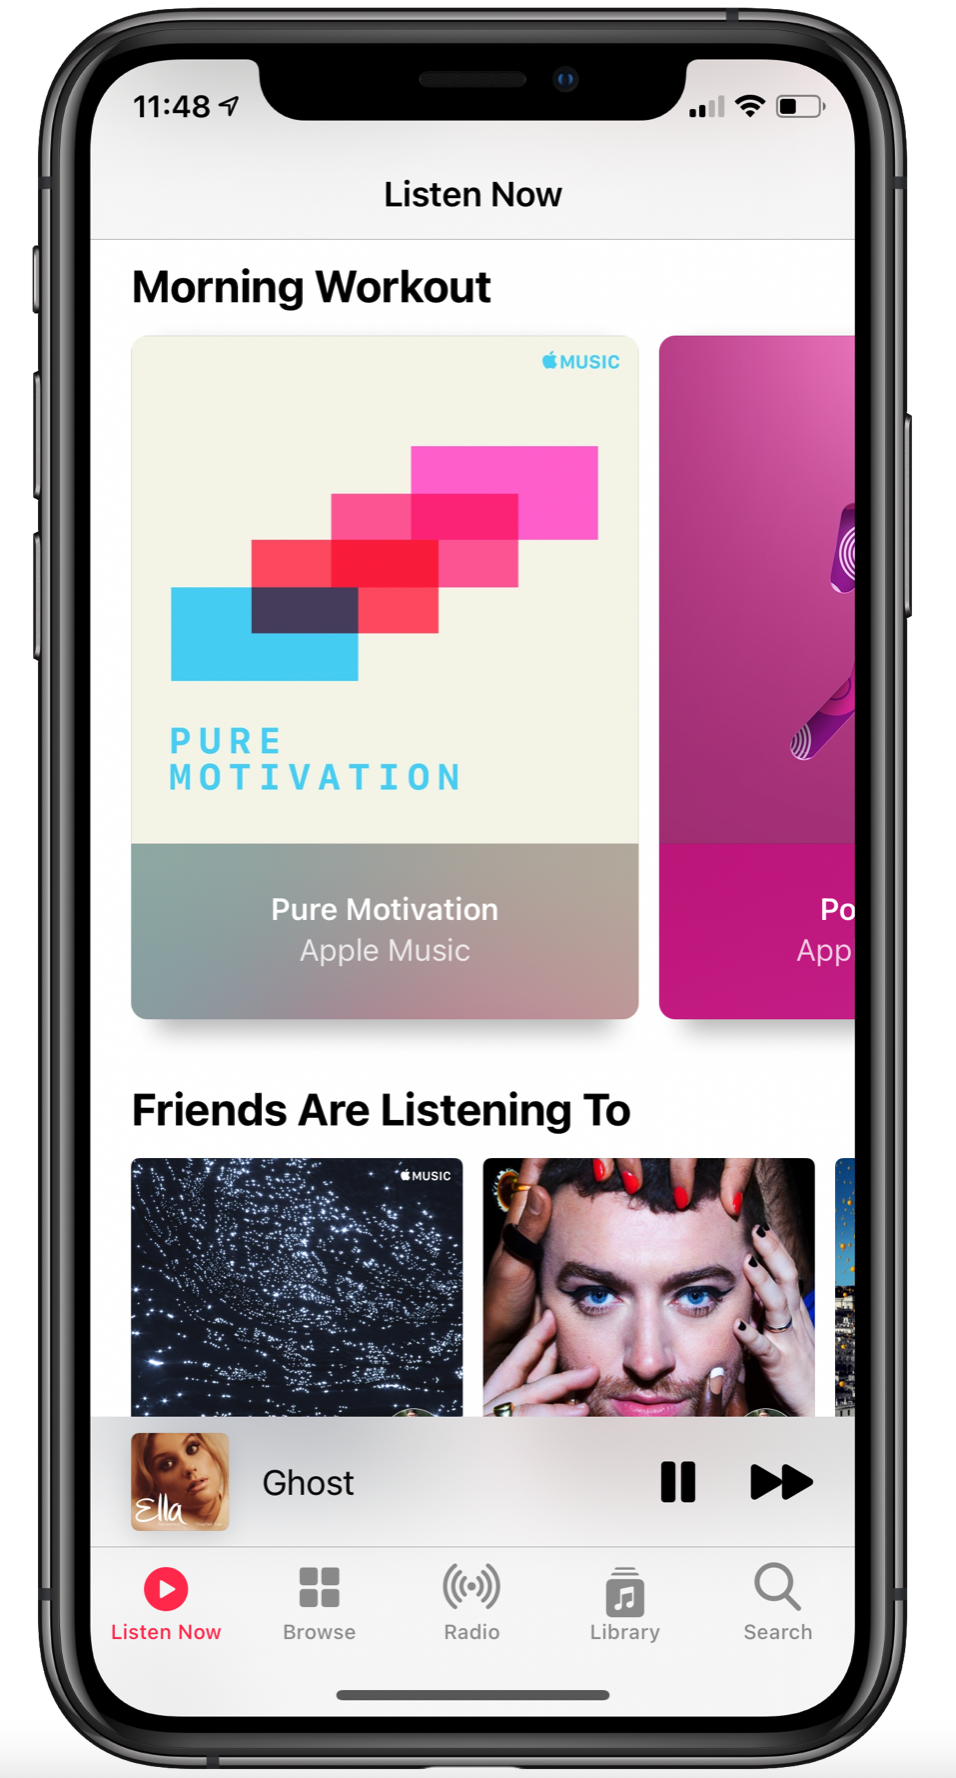 11:48
Listen Now
Morning Workout
MUSIC
PURE
MOTIVATION
Pure Motivation
Apple Music
Po
App
Friends Are Listening To
MUSIC
Ella
Ghost
Listen Now
Browse
Radio
Library
Search